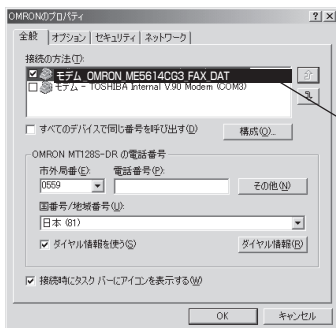 OMRONのプロパティ
全般 オプション セキュリティ ネットワーク
接続の方法(T):
モデム OMRON ME5614CG3 FAX_DAT
モデム - TOSHIBA Internal V.90 Modem (COM3)
すべてのデバイスで同じ番号を呼び出す(D) 構成(O)...
OMRON MT128S-DR の電話番号
市外局番(E): 電話番号(P):
0559 その他(N)
国番号/地域番号(U):
日本 (81)
ダイヤル情報を使う(S) ダイヤル情報(R)
接続時にタスク バーにアイコンを表示する(W)
OK キャンセル